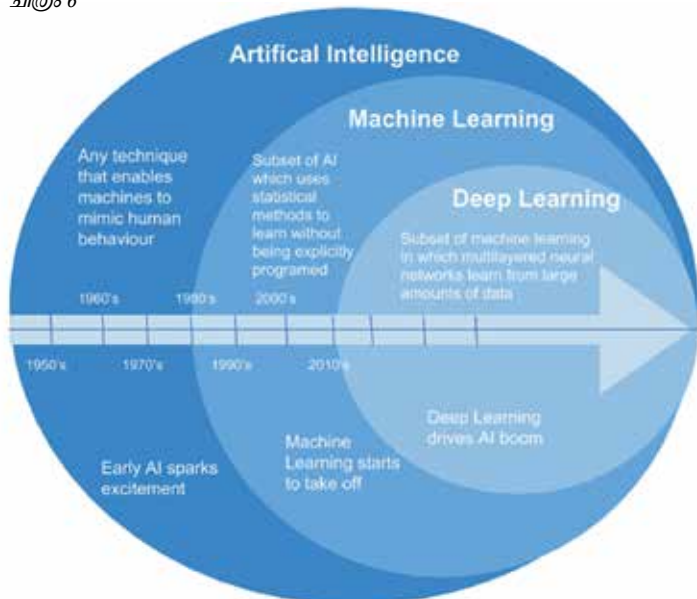 ചിത്രം 6
Artifical Intelligence
Machine Learning
Deep Learning
Any technique
that enables
machines to
mimic human
behaviour
Subset of AI
which uses
statistical
methods to
learn without
being explicitly
programed
Subset of machine learning
in which multilayered neural
networks learn from large
amounts of data
1960's
1980's
2000's
1950's
1970's
1990's
2010's
Early AI sparks
excitement
Machine
Learning starts
to take off
Deep Learning
drives AI boom